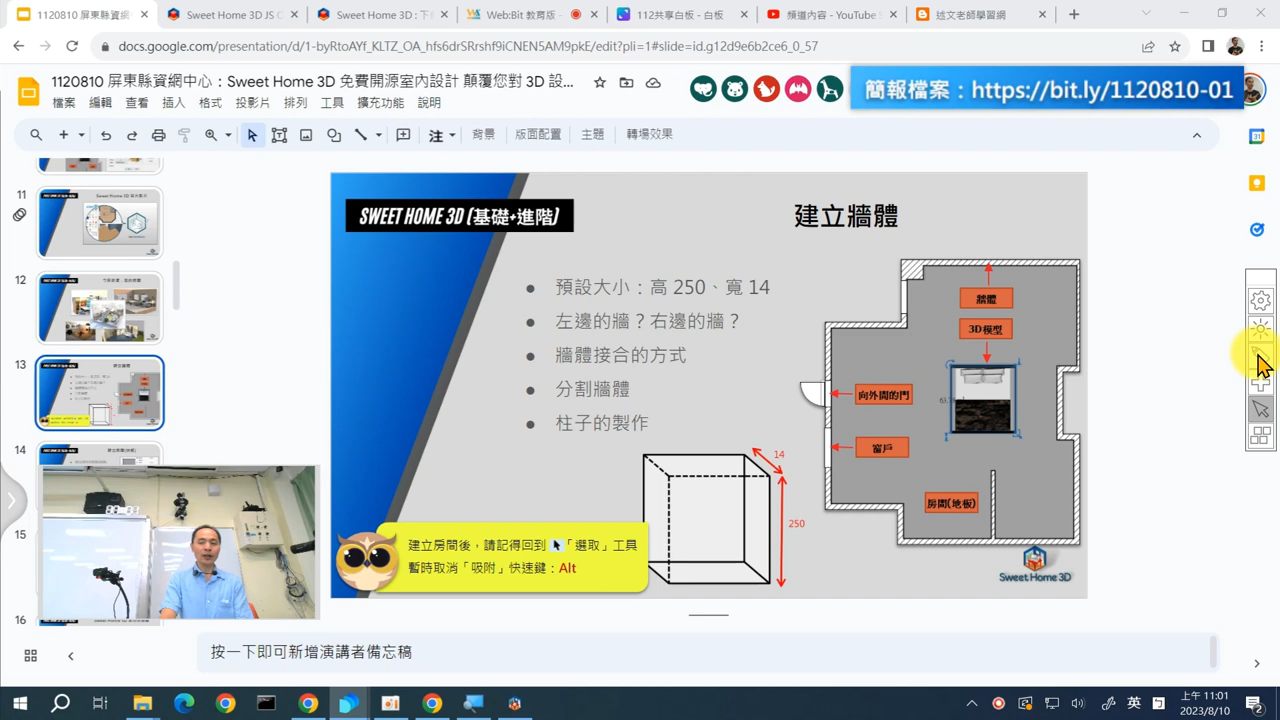 1120810 屏東縣資網中心
Sweet Home 3D JS C
Sweet Home 3D : 下
Web:Bit 教育版 -
112共享白板 - 白板
頻道內容 - YouTube S
述文老師學習網
docs.google.com/presentation/d/1-byRtoAYf_KLTZ_OA_hfs6drSRrshf9iCNEN5AM9pkE/edit?pli=1#slide=id.g12d9e6b2ce6_0_57
1120810 屏東縣資網中心：Sweet Home 3D 免費開源室內設計 顛覆您對 3D 設...
簡報檔案：https://bit.ly/1120810-01
檔案 編輯 查看 插入 格式 投影片 排列 工具 擴充功能 說明
注 背景 版面配置 主題 轉場效果
11
12
13
14
15
16
SWEET HOME 3D (基礎+進階)
建立牆體
● 預設大小：高 250、寬 14
● 左邊的牆？右邊的牆？
● 牆體接合的方式
● 分割牆體
● 柱子的製作
牆體
3D模型
向外開的門
窗戶
房間(地板)
14
250
建立房間後，請記得回到「選取」工具
暫時取消「吸附」快速鍵：Alt
Sweet Home 3D
按一下即可新增演講者備忘稿
英
上午 11:01
2023/8/10
2